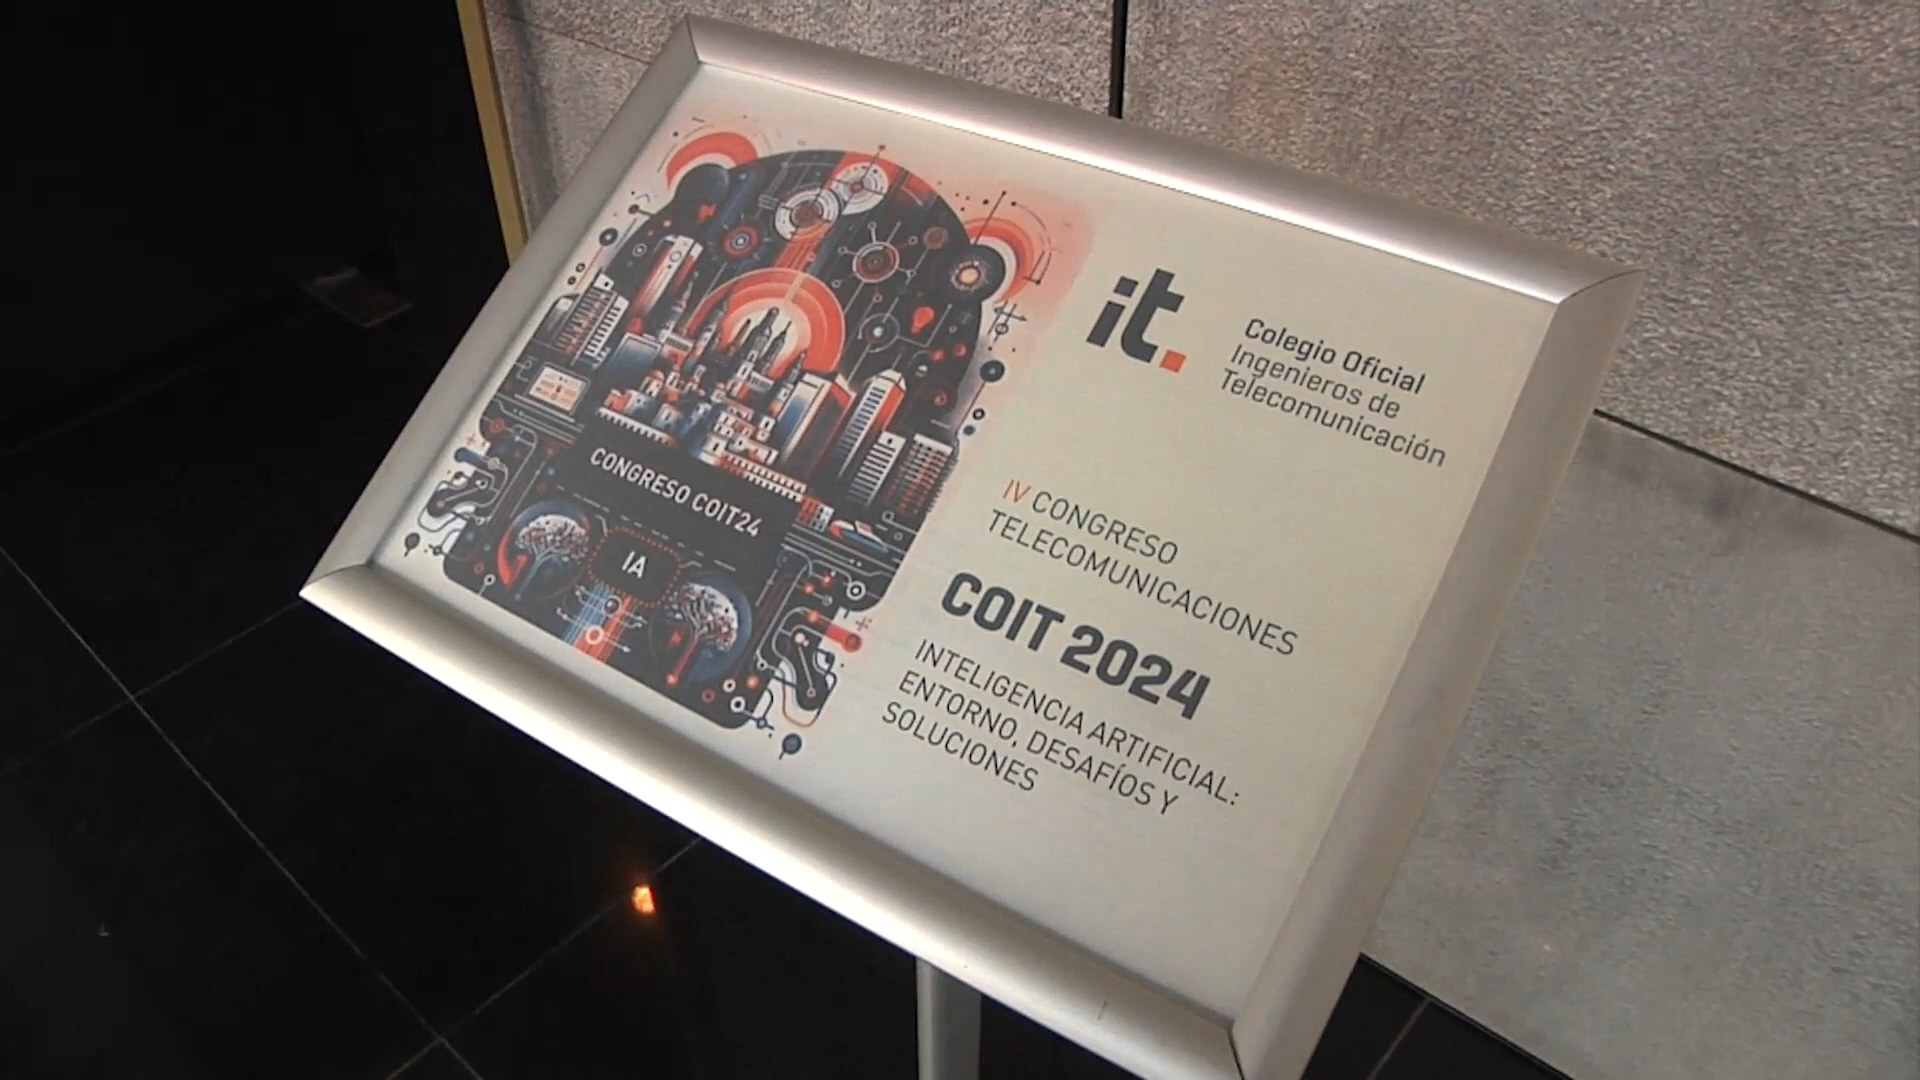 CONGRESO COIT24
IA
it.
Colegio Oficial
Ingenieros de
Telecomunicación
IV CONGRESO
TELECOMUNICACIONES
COIT 2024
INTELIGENCIA ARTIFICIAL:
ENTORNO, DESAFÍOS Y
SOLUCIONES